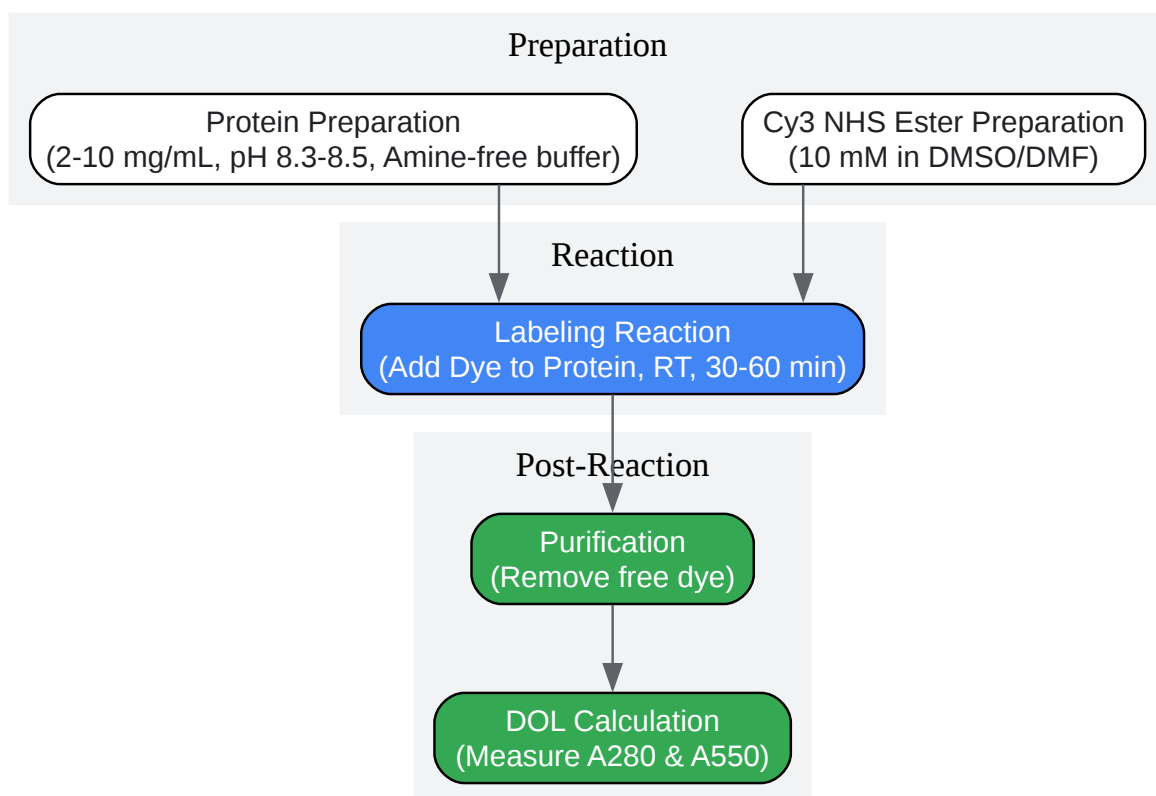 Preparation
Protein Preparation
(2-10 mg/mL, pH 8.3-8.5, Amine-free buffer)
Cy3 NHS Ester Preparation
(10 mM in DMSO/DMF)
Reaction
Labeling Reaction
(Add Dye to Protein, RT, 30-60 min)
Post-Reaction
Purification
(Remove free dye)
DOL Calculation
(Measure A280 & A550)